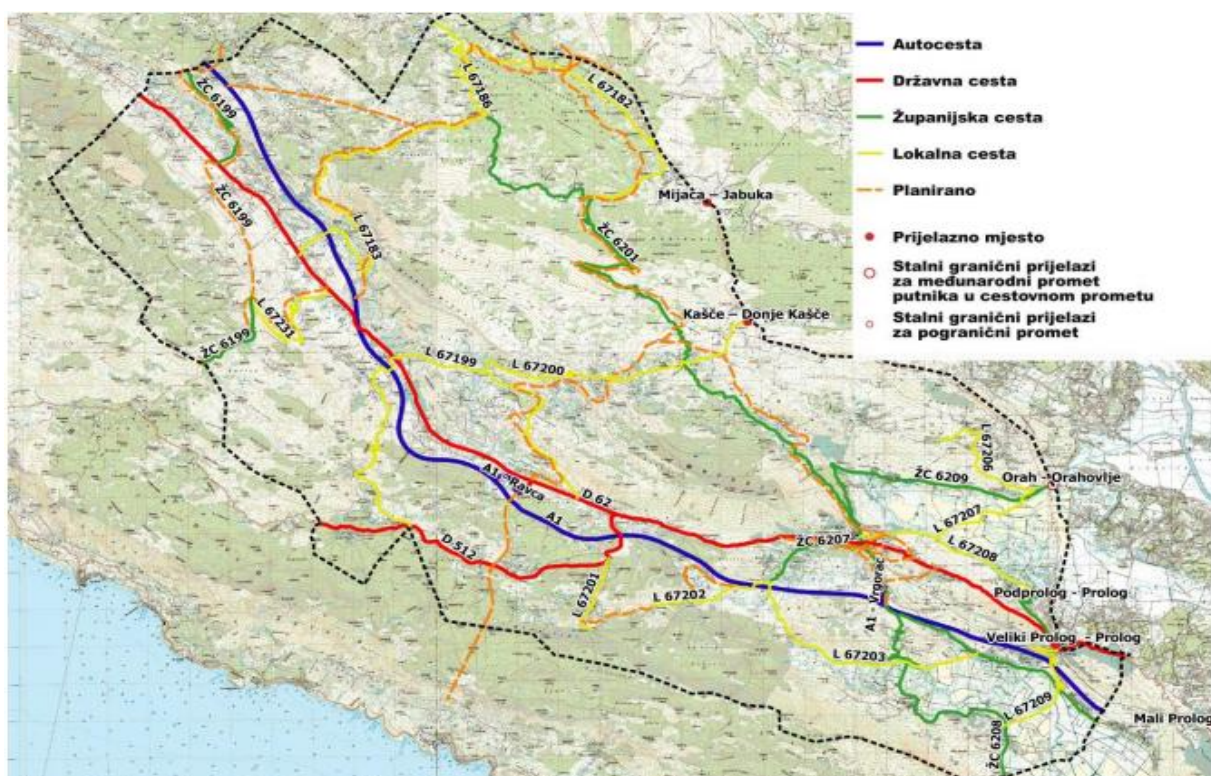 Autocesta
Državna cesta
Županijska cesta
Lokalna cesta
Planirano
Prijelazno mjesto
Stalni granični prijelazi
za međunarodni promet
putnika u cestovnom prometu
Stalni granični prijelazi
za pogranični promet
ŽC 6199
L 67186
L 67182
Mijača – Jabuka
ŽC 6199
L 67183
ŽC 6201
L 67231
Kašče – Donje Kašče
ŽC 6199
L 67199
L 67200
L 67206
A1 - Ravca
D 62
ŽC 6209
Orah - Orahovlje
A1
L 67207
D 512
ŽC 6207
L 67208
L 67201
L 67202
A1 Vrgorac
Podprolog - Prolog
Veliki Prolog - Prolog
L 67203
L 67209
Mali Prolog
ŽC 6208